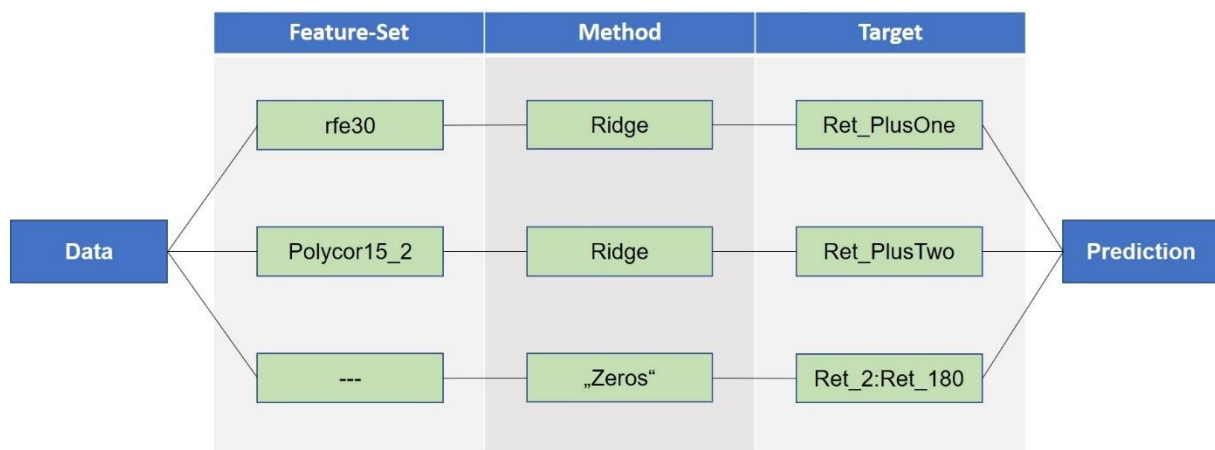 Feature-Set Method Target
rfe30 Ridge Ret_PlusOne
Data Polycor15_2 Ridge Ret_PlusTwo Prediction
--- „Zeros“ Ret_2:Ret_180